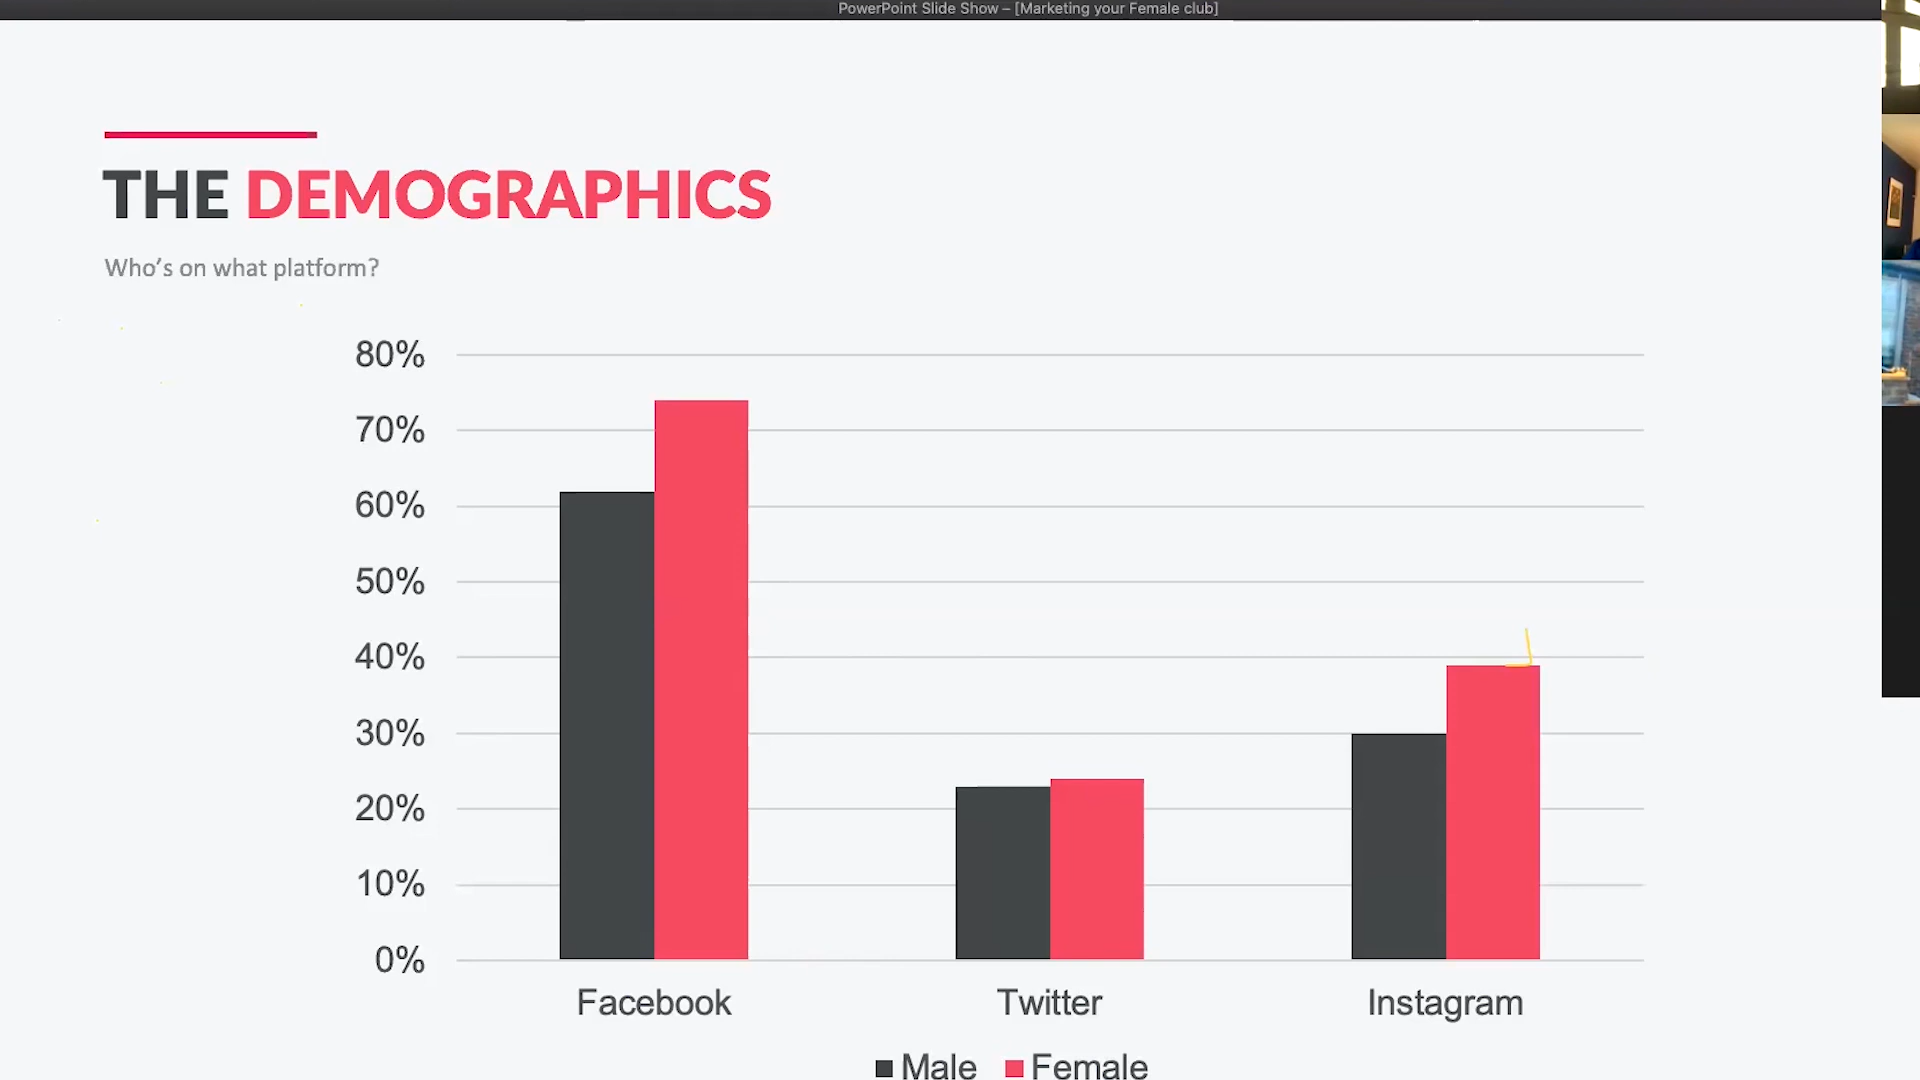 PowerPoint Slide Show – [Marketing your Female club]
THE DEMOGRAPHICS
Who's on what platform?
80%
70%
60%
50%
40%
30%
20%
10%
0%
Facebook Twitter Instagram
Male Female